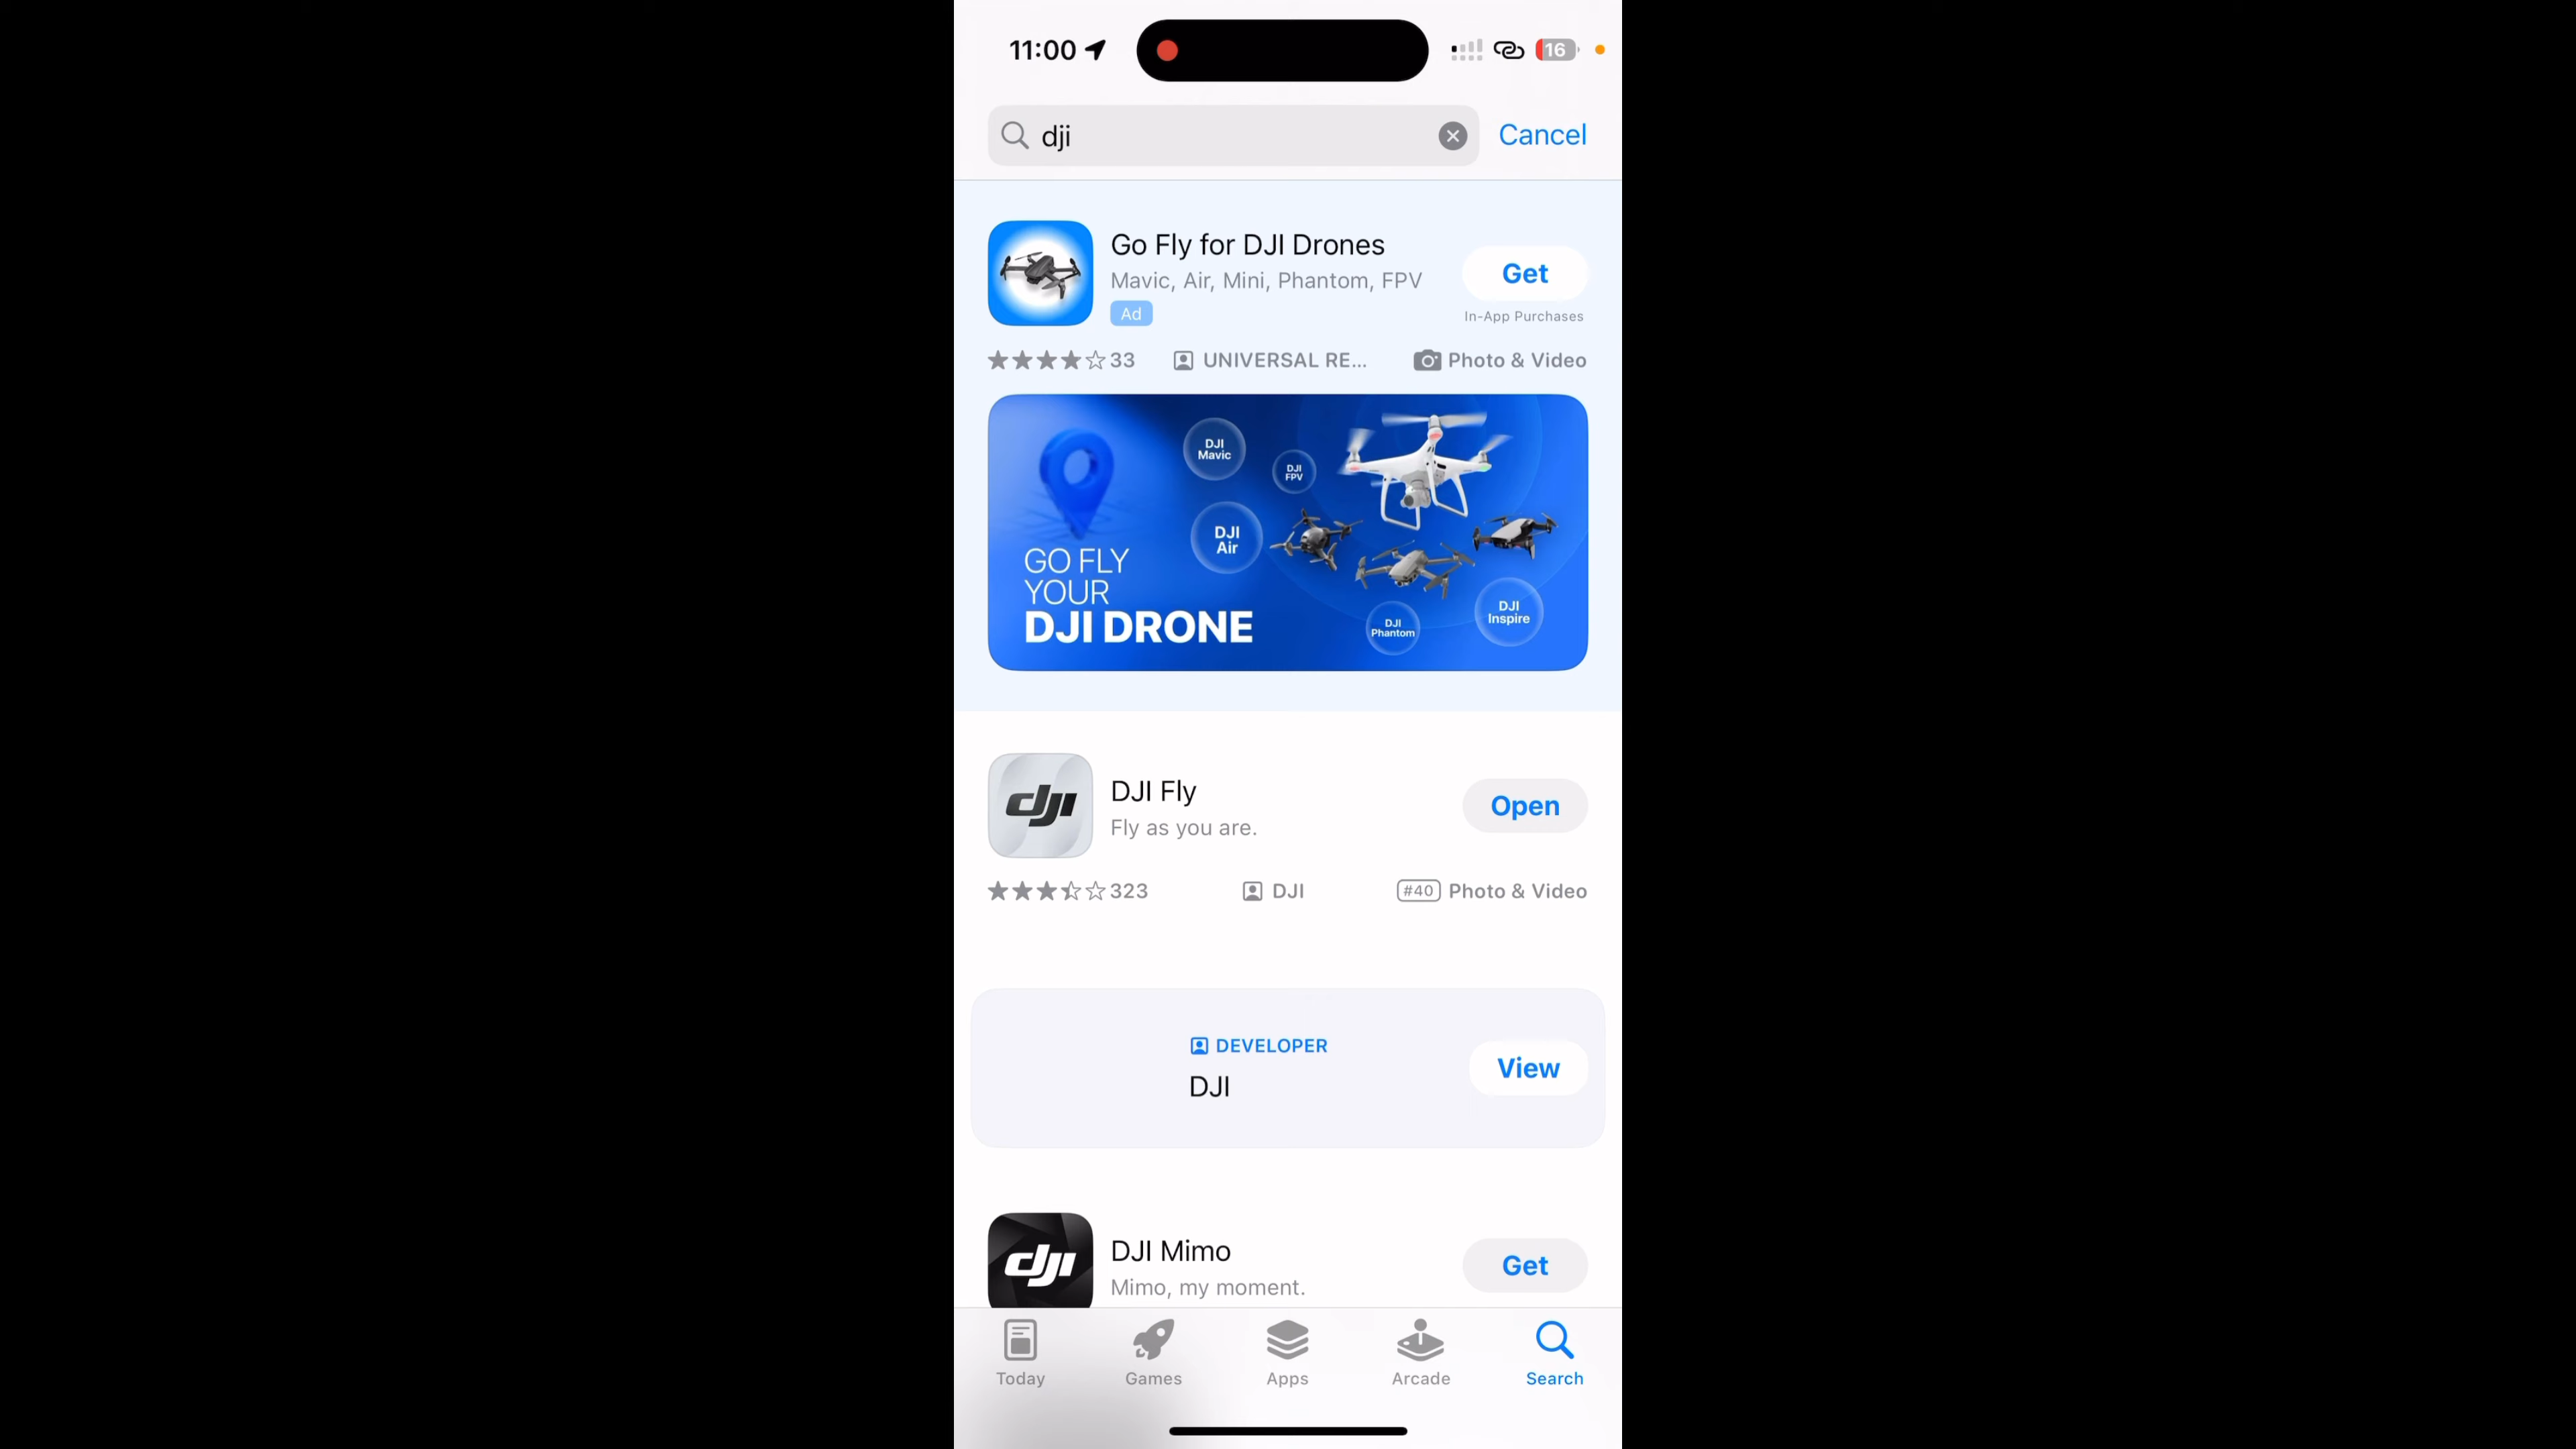 11:00
16
dji
Cancel
Go Fly for DJI Drones
Mavic, Air, Mini, Phantom, FPV
Ad
Get
In-App Purchases
33
UNIVERSAL RE...
Photo & Video
DJI
Mavic
DJI
FPV
DJI
Air
GO FLY
YOUR
DJI DRONE
DJI
Phantom
DJI
Inspire
dji
DJI Fly
Fly as you are.
Open
323
DJI
#40
Photo & Video
DEVELOPER
DJI
View
dji
DJI Mimo
Mimo, my moment.
Get
Today
Games
Apps
Arcade
Search